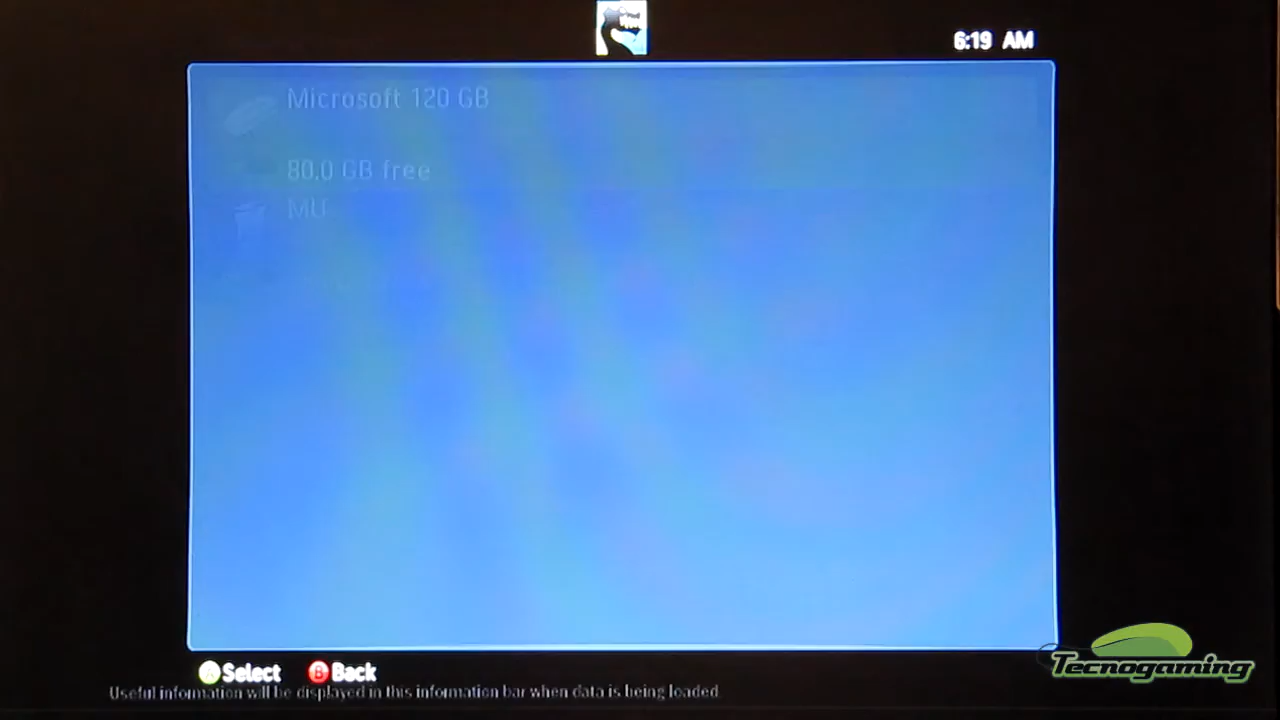 6:19 AM
Microsoft 120 GB
80.0 GB free
MU
Select Back
Useful information will be displayed in this information bar when data is being loaded.
Tecnogaming